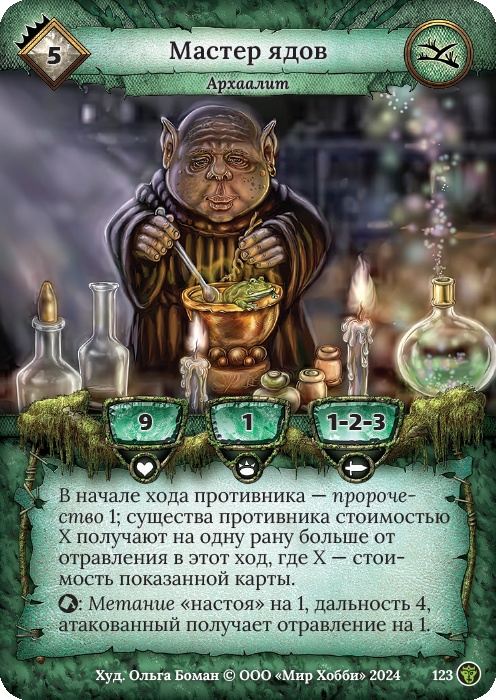 5
Мастер ядов
Архаалит
9
1
1-2-3
В начале хода противника — пророче-
ство 1; существа противника стоимостью
X получают на одну рану больше от
отравления в этот ход, где X — стои-
мость показанной карты.
: Метание «настоя» на 1, дальность 4,
атакованный получает отравление на 1.
Худ. Ольга Боман © ООО «Мир Хобби» 2024
123